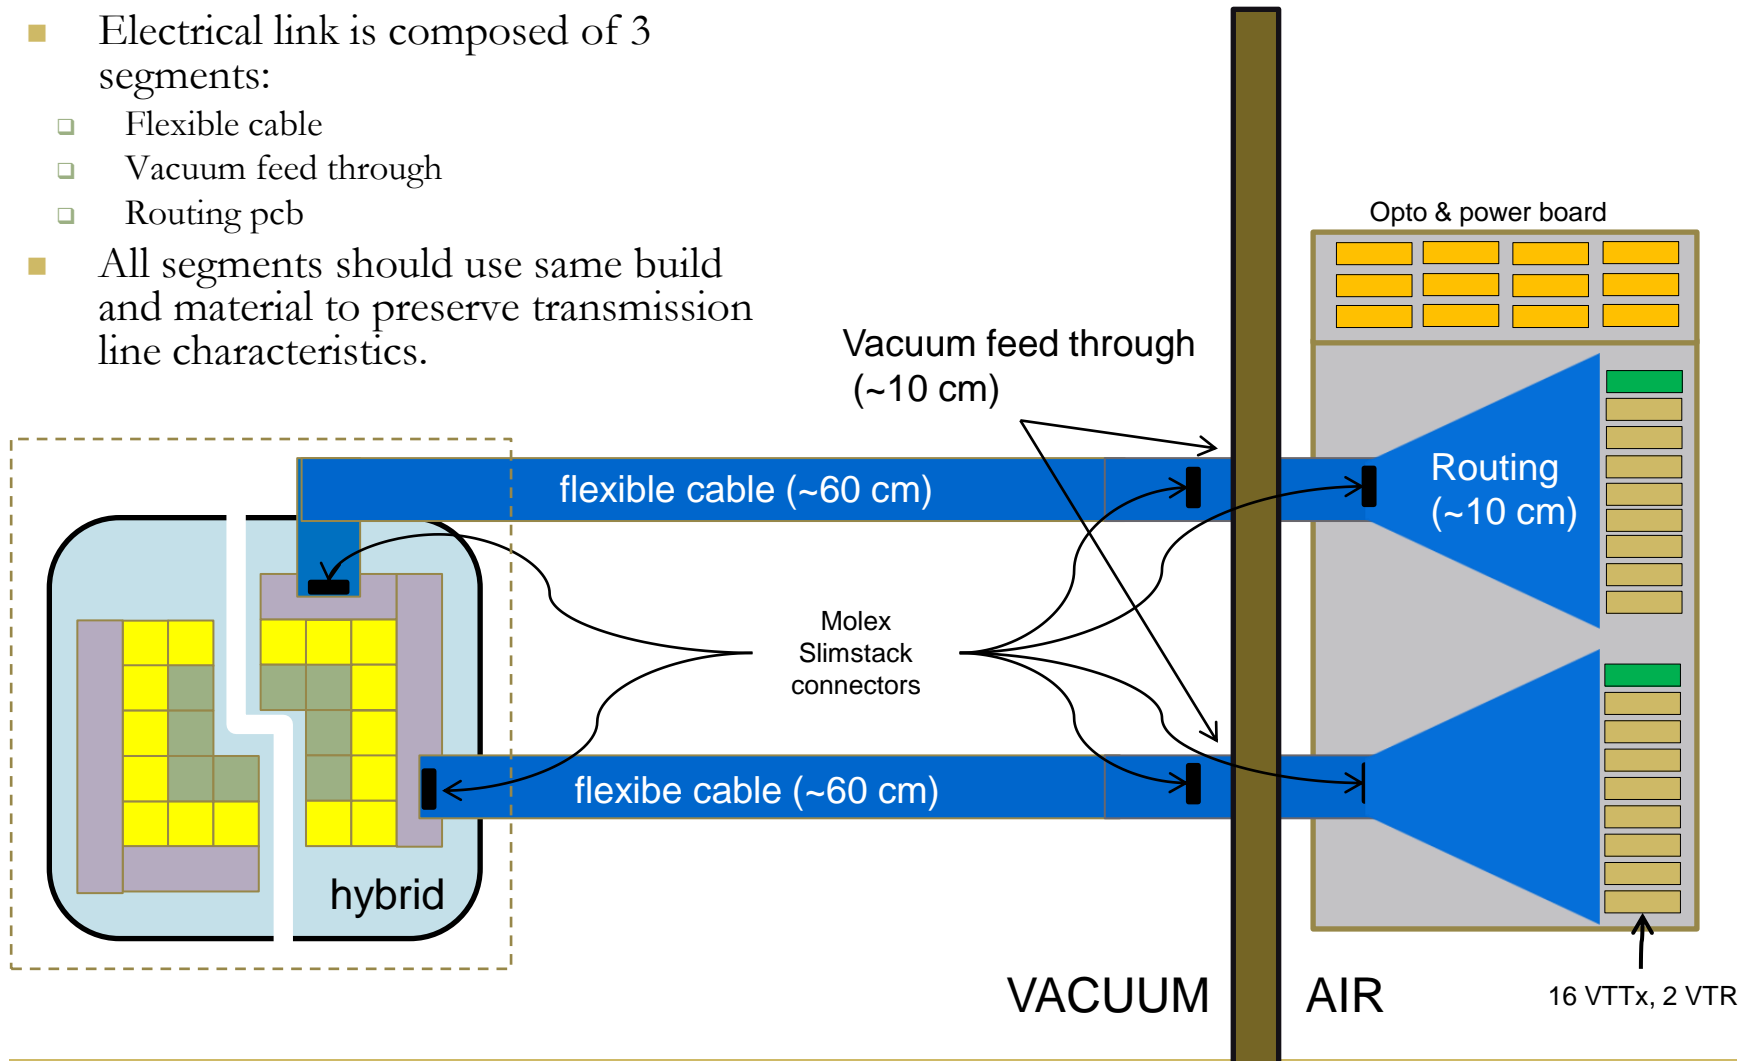 Electrical link is composed of 3
segments:
Flexible cable
Vacuum feed through
Routing pcb
All segments should use same build
and material to preserve transmission
line characteristics.
Opto & power board
Vacuum feed through
(~10 cm)
flexible cable (~60 cm)
Routing
(~10 cm)
Molex
Slimstack
connectors
flexibe cable (~60 cm)
hybrid
VACUUM
AIR
16 VTTx, 2 VTR